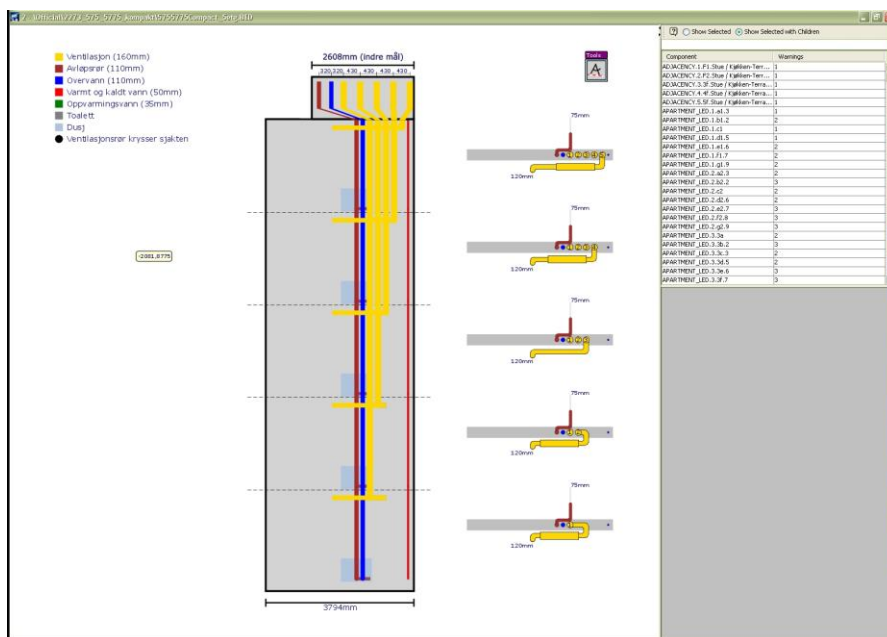 Show Selected Show Selected with Children
Component Warnings
Ventilasjon (160mm)
Avløpsrør (110mm)
Overvann (110mm)
Varmt og kaldt vann (50mm)
Oppvarmingsvann (35mm)
Toalett
Dusj
Ventilasjonsrør krysser sjakten
2608mm (indre mål)
320 320 430 430 430 430
Tools
A
75mm
120mm
75mm
120mm
75mm
120mm
75mm
120mm
75mm
120mm
-2881,8775
3794mm
ADJACENCY.1.F1.Stue / Kjøkken-Terra... 1
ADJACENCY.2.F2.Stue / Kjøkken-Terra... 1
ADJACENCY.3.3f.Stue / Kjøkken-Terra... 1
ADJACENCY.4.4f.Stue / Kjøkken-Terra... 1
ADJACENCY.5.5f.Stue / Kjøkken-Terra... 1
APARTMENT_LED.1.a1.3 1
APARTMENT_LED.1.b1.2 2
APARTMENT_LED.1.c1 1
APARTMENT_LED.1.d1.5 1
APARTMENT_LED.1.e1.6 2
APARTMENT_LED.1.f1.7 2
APARTMENT_LED.1.g1.9 2
APARTMENT_LED.2.a2.3 2
APARTMENT_LED.2.b2.2 3
APARTMENT_LED.2.c2 2
APARTMENT_LED.2.d2.6 2
APARTMENT_LED.2.e2.7 3
APARTMENT_LED.2.f2.8 3
APARTMENT_LED.2.g2.9 3
APARTMENT_LED.3.3a 2
APARTMENT_LED.3.3b.2 3
APARTMENT_LED.3.3c.3 2
APARTMENT_LED.3.3d.5 2
APARTMENT_LED.3.3e.6 3
APARTMENT_LED.3.3f.7 3